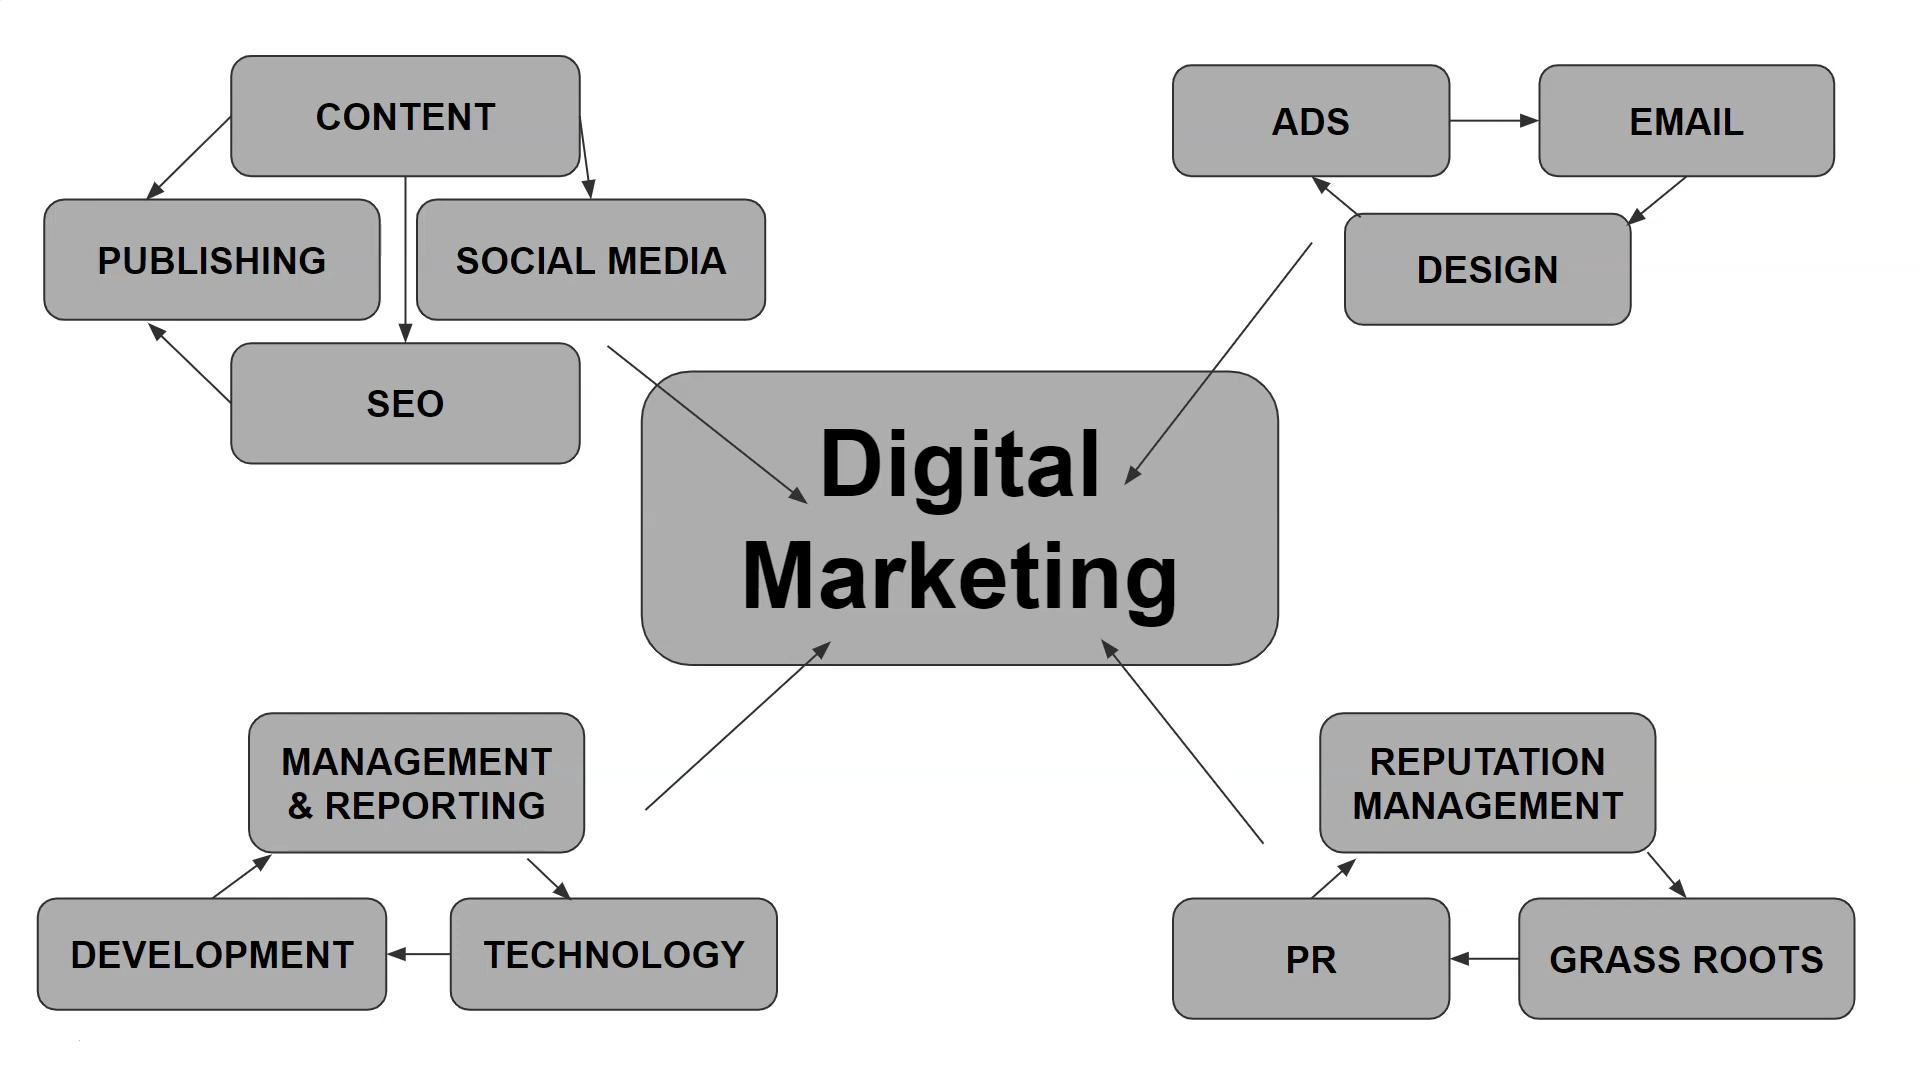 CONTENT
PUBLISHING
SOCIAL MEDIA
SEO
ADS
EMAIL
DESIGN
Digital
Marketing
MANAGEMENT
& REPORTING
DEVELOPMENT
TECHNOLOGY
REPUTATION
MANAGEMENT
PR
GRASS ROOTS